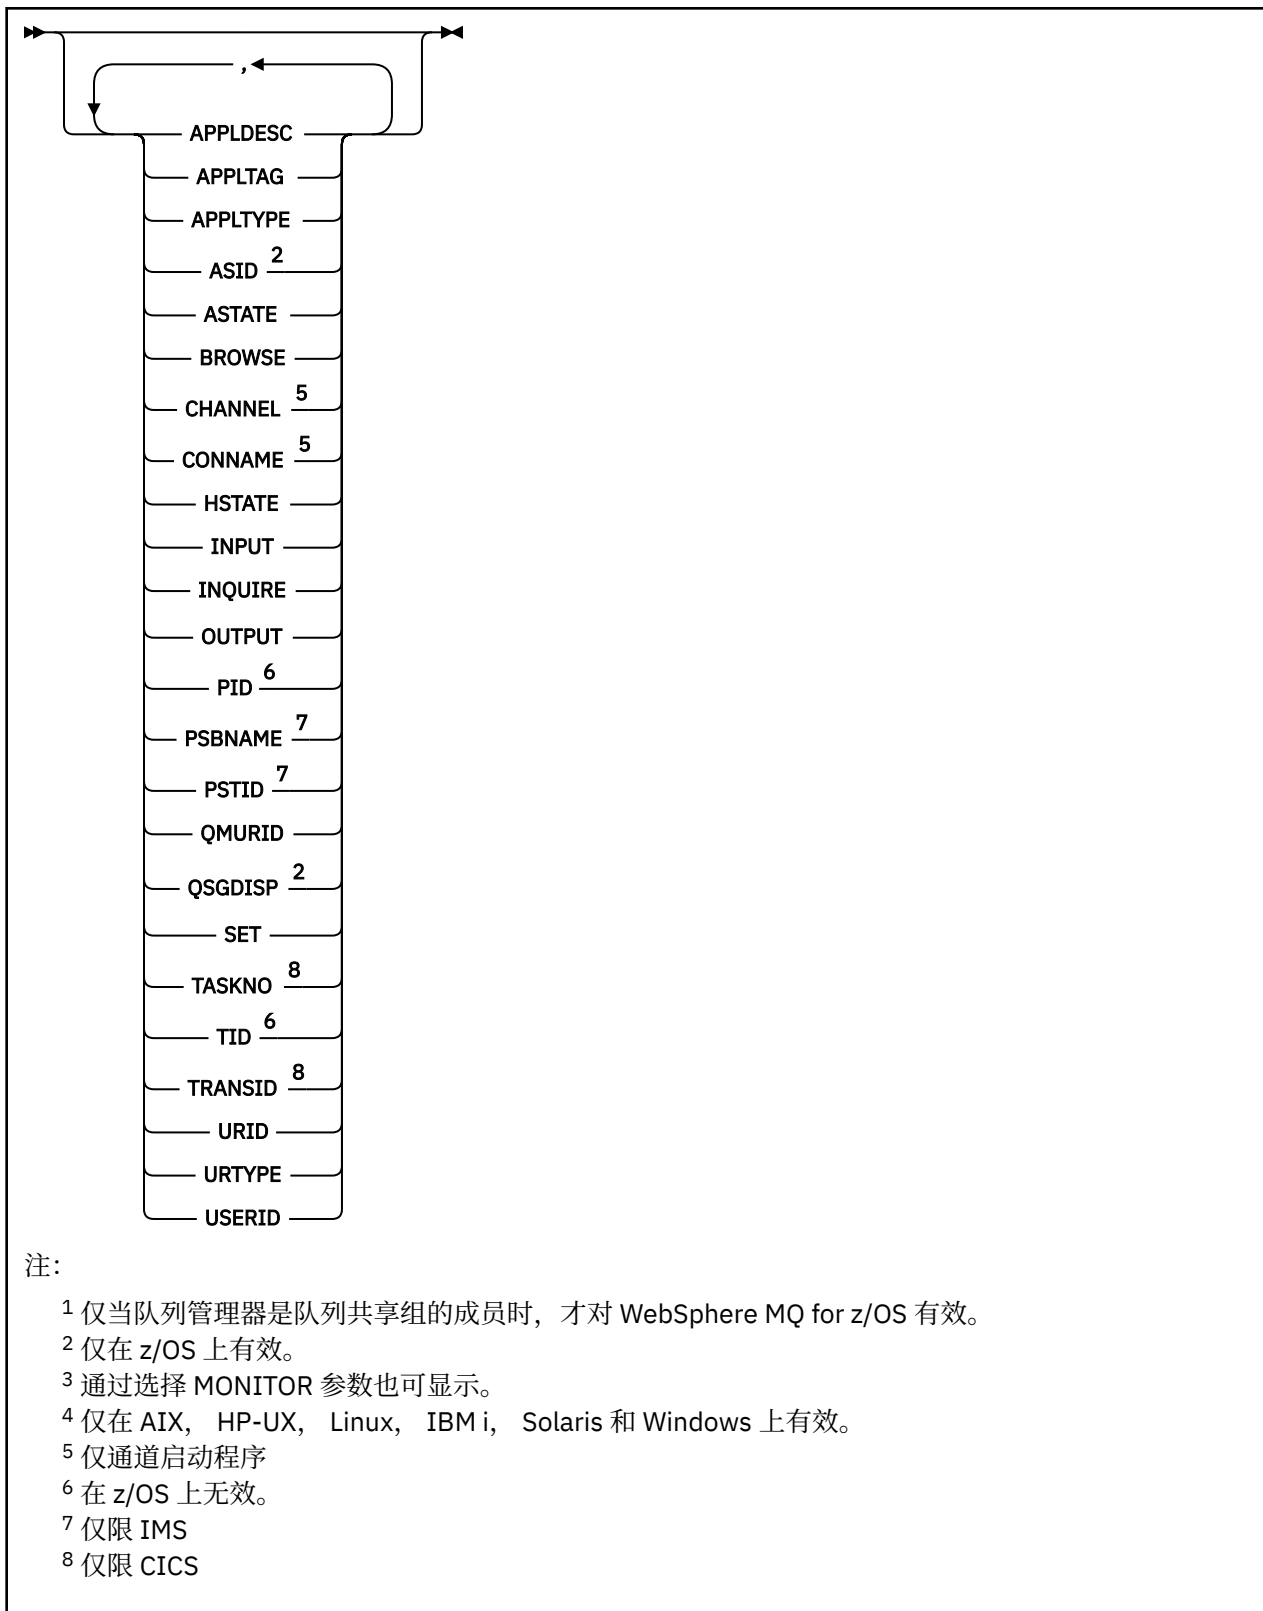 ,
APPLDESC
APPLTAG
APPLTYPE
ASID 2
ASTATE
BROWSE
CHANNEL 5
CONNAME 5
HSTATE
INPUT
INQUIRE
OUTPUT
PID 6
PSBNAME 7
PSTID 7
QMURID
QSGDISP 2
SET
TASKNO 8
TID 6
TRANSID 8
URID
URTYPE
USERID
注:
1 仅当队列管理器是队列共享组的成员时，才对 WebSphere MQ for z/OS 有效。
2 仅在 z/OS 上有效。
3 通过选择 MONITOR 参数也可显示。
4 仅在 AIX， HP-UX， Linux， IBM i， Solaris 和 Windows 上有效。
5 仅通道启动程序
6 在 z/OS 上无效。
7 仅限 IMS
8 仅限 CICS